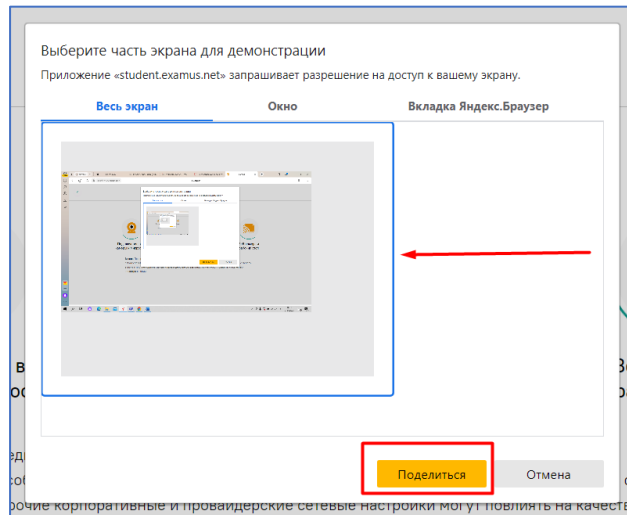 Выберите часть экрана для демонстрации
Приложение «student.examus.net» запрашивает разрешение на доступ к вашему экрану.
Весь экран Окно Вкладка Яндекс.Браузер
Поделиться Отмена
рочие корпоративные и провайдерские сетевые настройки могут повлиять на качеств